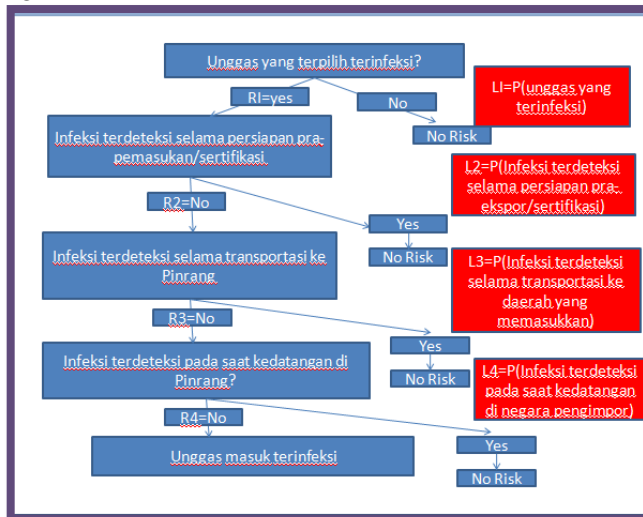 Unggas yang terpilih terinfeksi?
RI=yes
No
No Risk
LI=P(unggas yang
terinfeksi)
Infeksi terdeteksi selama persiapan pra-
pemasukan/sertifikasi
L2=P(Infeksi terdeteksi
selama persiapan pra-
ekspor/sertifikasi)
R2=No
Yes
No Risk
Infeksi terdeteksi selama transportasi ke
Pinrang
L3=P(Infeksi terdeteksi
selama transportasi ke
daerah yang
memasukkan)
R3=No
Yes
No Risk
Infeksi terdeteksi pada saat kedatangan di
Pinrang?
L4=P(Infeksi terdeteksi
pada saat kedatangan
di negara pengimpor)
R4=No
Yes
No Risk
Unggas masuk terinfeksi